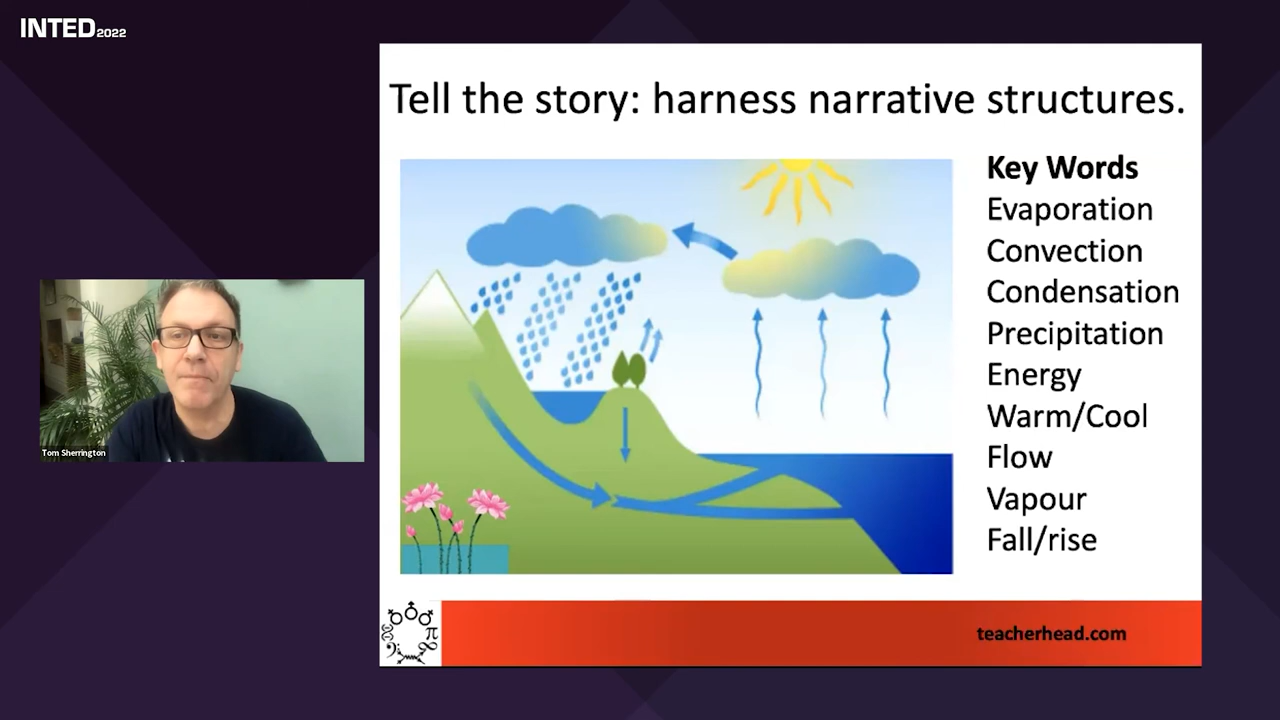 INTED2022
Tell the story: harness narrative structures.
Key Words
Evaporation
Convection
Condensation
Precipitation
Energy
Warm/Cool
Flow
Vapour
Fall/rise
Tom Sherrington
teacherhead.com